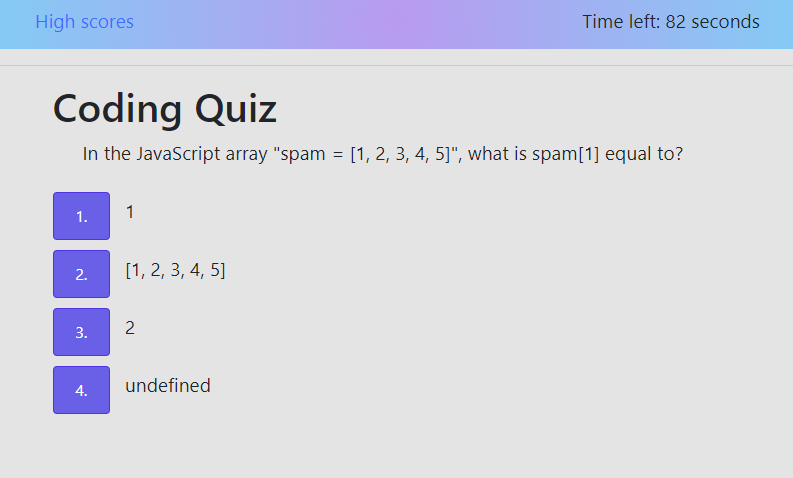 High scores
Time left: 82 seconds
Coding Quiz
In the JavaScript array "spam = [1, 2, 3, 4, 5]", what is spam[1] equal to?
1. 1
2. [1, 2, 3, 4, 5]
3. 2
4. undefined